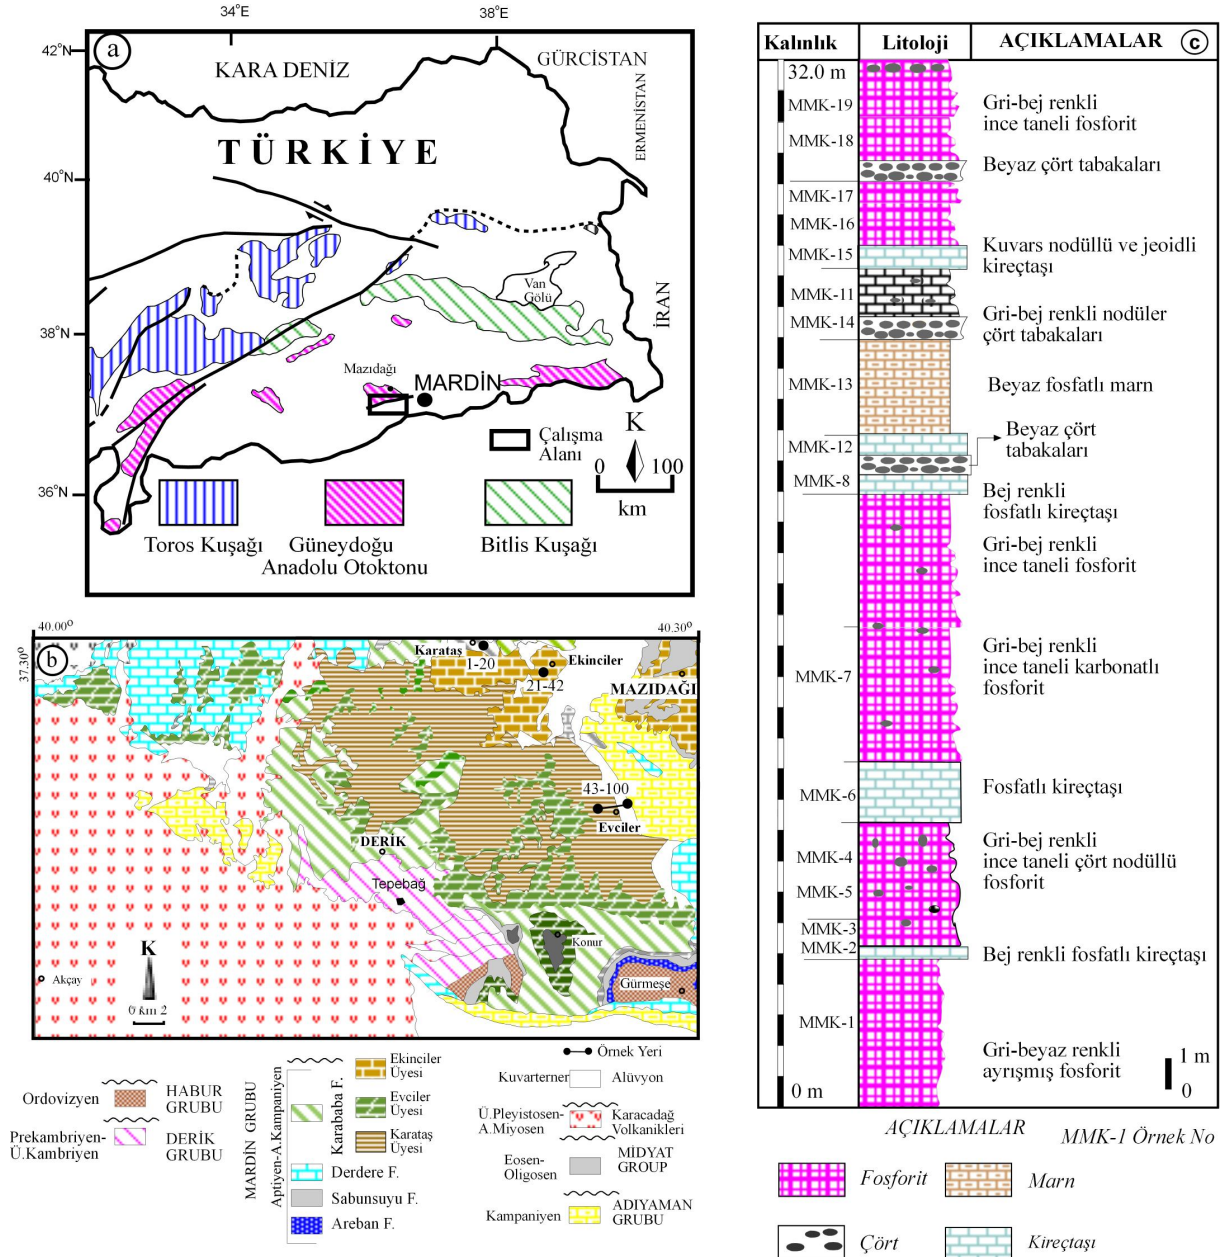 34°E
38°E
42°N
a
KARA DENİZ
GÜRCİSTAN
ERMENİSTAN
TÜRKİYE
40°N
Van
Gölü
İRAN
38°N
Mazıdağı
MARDİN
K
Çalışma
Alanı
0 100
km
36°N
Toros Kuşağı
Güneydoğu
Anadolu Otoktonu
Bitlis Kuşağı
40.00°
40.30°
37.30°
b
Karataş
1-20
Ekinciler
21-42
MAZIDAĞI
43-100
Evciler
DERİK
Tepebağ
Konur
K
Akçay
0 km 2
Gürmeşe
Ordovizyen
HABUR
GRUBU
Prekambriyen-
Ü.Kambriyen
DERİK
GRUBU
MARDİN GRUBU
Aptiyen-A.Kampaniyen
Karababa F.
Ekinciler
Üyesi
Evciler
Üyesi
Karataş
Üyesi
Derdere F.
Sabunsuyu F.
Areban F.
Örnek Yeri
Kuvarterner
Alüvyon
Ü.Pleyistosen-
A.Miyosen
Karacadağ
Volkanikleri
Eosen-
Oligosen
MİDYAT
GROUP
Kampaniyen
ADIYAMAN
GRUBU
Kalınlık
Litoloji
AÇIKLAMALAR
c
32.0 m
MMK-19
Gri-bej renkli
ince taneli fosforit
MMK-18
Beyaz çört tabakaları
MMK-17
MMK-16
MMK-15
Kuvars nodüllü ve jeoidli
kireçtaşı
MMK-11
MMK-14
Gri-bej renkli nodüler
çört tabakaları
MMK-13
Beyaz fosfatlı marn
MMK-12
Beyaz çört
tabakaları
MMK-8
Bej renkli
fosfatlı kireçtaşı
Gri-bej renkli
ince taneli fosforit
MMK-7
Gri-bej renkli
ince taneli karbonatlı
fosforit
MMK-6
Fosfatlı kireçtaşı
MMK-4
Gri-bej renkli
ince taneli çört nodüllü
fosforit
MMK-5
MMK-3
MMK-2
Bej renkli fosfatlı kireçtaşı
MMK-1
Gri-beyaz renkli
ayrışmış fosforit
1 m
0
0 m
AÇIKLAMALAR
MMK-1 Örnek No
Fosforit
Marn
Çört
Kireçtaşı